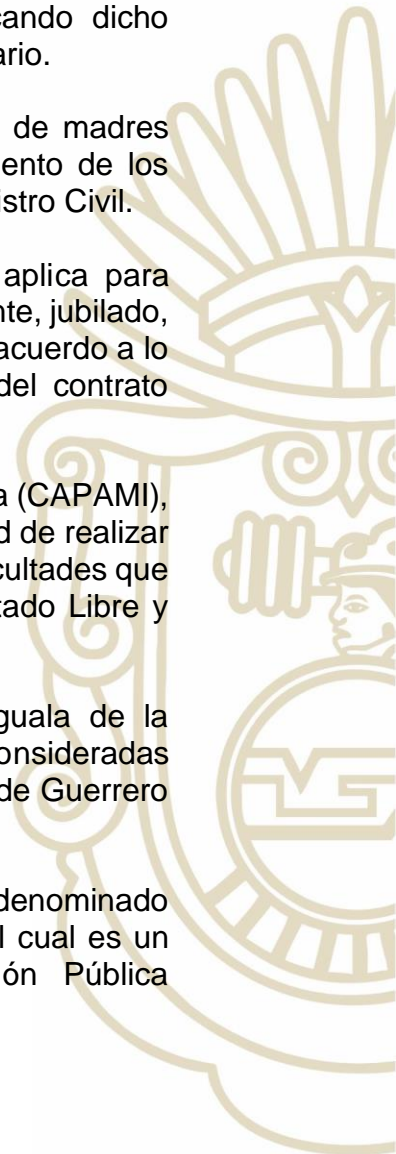 cando dicho
ario.
de madres
ento de los
istro Civil.
aplica para
nte, jubilado,
acuerdo a lo
del contrato
a (CAPAMI),
d de realizar
cultades que
tado Libre y
guala de la
onsideradas
de Guerrero
denominado
l cual es un
ón Pública